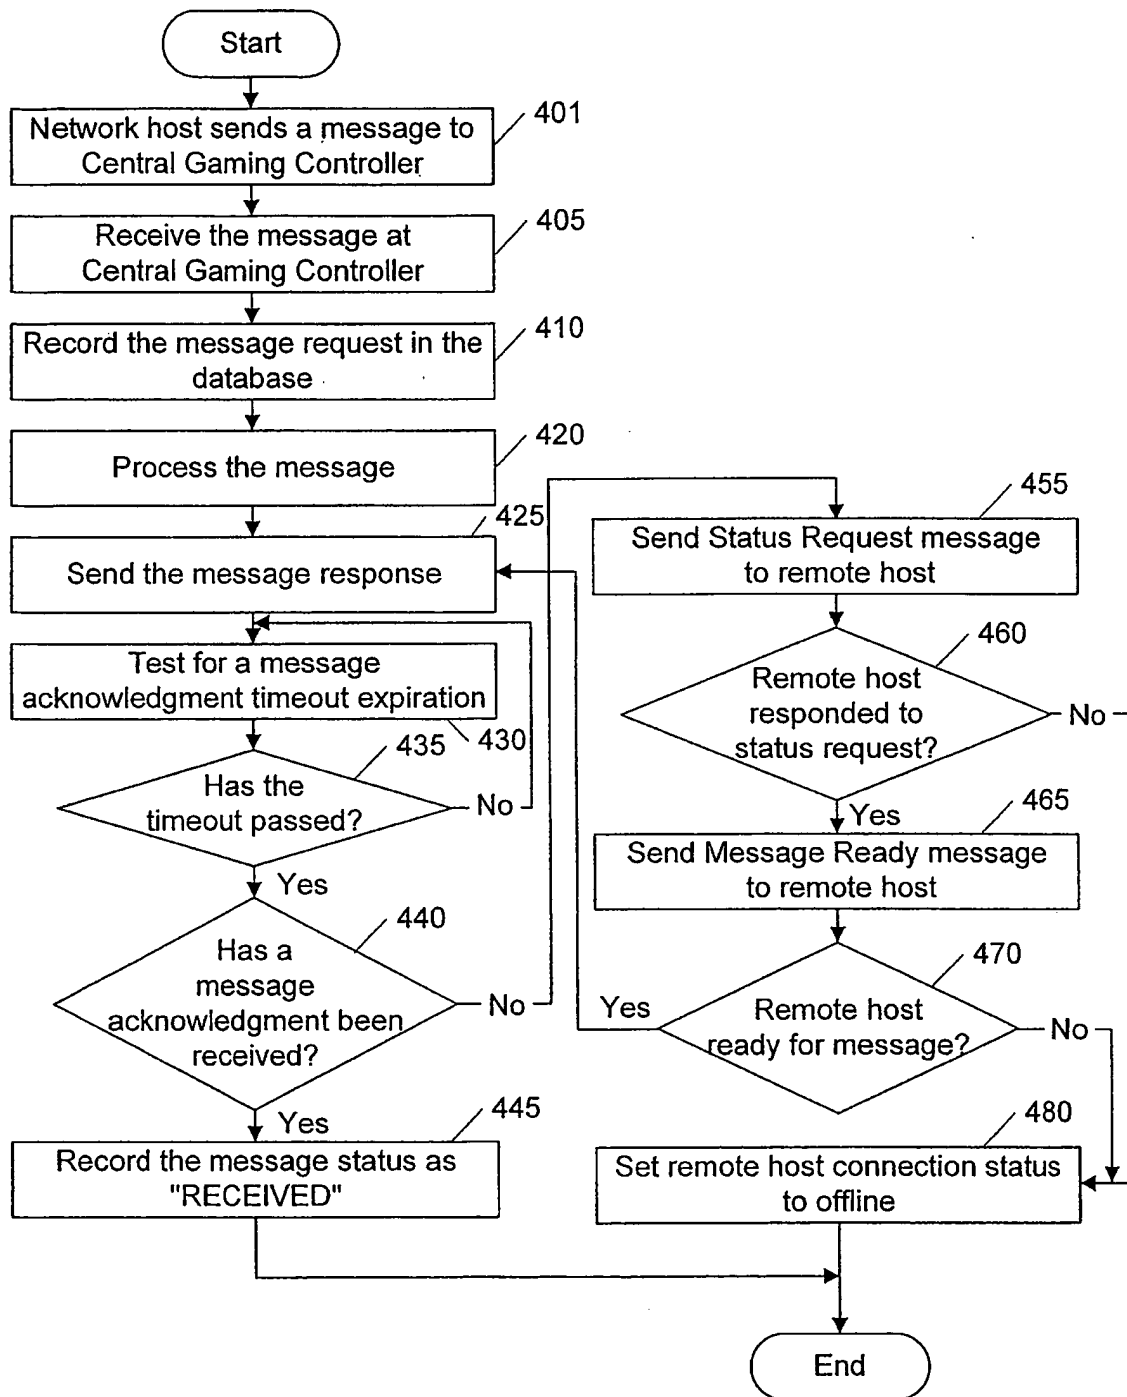 Start
Network host sends a message to
Central Gaming Controller
401
Receive the message at
Central Gaming Controller
405
Record the message request in the
database
410
Process the message
420
Send the message response
425
Test for a message
acknowledgment timeout expiration
430
Has the
timeout passed?
435
No
Yes
Has a
message
acknowledgment been
received?
440
No
Yes
Record the message status as
"RECEIVED"
445
Send Status Request message
to remote host
455
Remote host
responded to
status request?
460
No
Yes
Send Message Ready message
to remote host
465
Remote host
ready for message?
470
Yes
No
Set remote host connection status
to offline
480
End